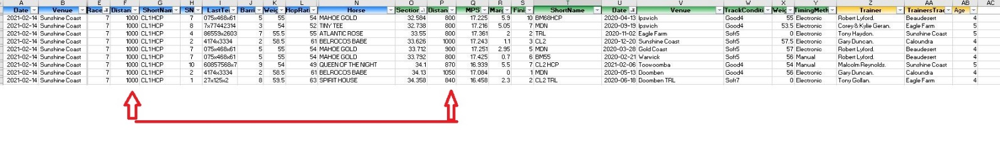 A B E F G H I J K L N O P Q R S T U V W X Y Z AA AB AC
Date Venue Race Distan ShortNam SN LastTe Barri Weig HcpRati Horse Section Distan MPS Marg Finis ShortName Date Venue TrackConditi Weig TimingMeth Trainer TrainersTrac Age
2021-02-14 Sunshine Coast 7 1000 CL1HCP 7 075x468x61 5 55 54 MAHOE GOLD 32.584 800 17.225 5.9 10 BM68HCP 2020-04-13 Ipswich Good4 55 Electronic Robert Lyford. Beaudesert 4
2021-02-14 Sunshine Coast 7 1000 CL1HCP 8 7x77442314 3 54 52 TINY TEE 32.738 800 17.216 5.05 7 MDN 2020-09-19 Ipswich Good4 53.5 Electronic Corey & Kylie Geran. Eagle Farm 5
2021-02-14 Sunshine Coast 7 1000 CL1HCP 4 86559x2603 7 55.5 55 ATLANTIC ROSE 33.55 800 17.361 2 2 TRL 2020-11-02 Eagle Farm Soft5 0 Electronic Tony Haydon. Sunshine Coast 5
2021-02-14 Sunshine Coast 7 1000 CL1HCP 2 4174x3334 2 58.5 61 BELROCOS BABE 33.626 1000 17.243 1.1 3 CL2 2020-12-20 Sunshine Coast Soft5 57.5 Electronic Gary Duncan. Caloundra 4
2021-02-14 Sunshine Coast 7 1000 CL1HCP 7 075x468x61 5 55 54 MAHOE GOLD 33.712 900 17.251 2.95 5 MDN 2020-03-28 Gold Coast Soft5 57 Electronic Robert Lyford. Beaudesert 4
2021-02-14 Sunshine Coast 7 1000 CL1HCP 7 075x468x61 5 55 54 MAHOE GOLD 33.792 800 17.425 0.7 6 BM55 2020-02-21 Warwick Soft5 56 Manual Robert Lyford. Beaudesert 4
2021-02-14 Sunshine Coast 7 1000 CL1HCP 10 60857568x7 9 54 49 QUEEN OF THE NIGHT 34.1 870 16.939 5.5 7 CL2HCP 2021-02-06 Toowoomba Good4 54 Manual Malcolm Reynolds. Sunshine Coast 5
2021-02-14 Sunshine Coast 7 1000 CL1HCP 2 4174x3334 2 58.5 61 BELROCOS BABE 34.13 1050 17.084 0 1 MDN 2020-05-13 Doomben Good4 56 Electronic Gary Duncan. Caloundra 4
2021-02-14 Sunshine Coast 7 1000 CL1HCP 1 27x125x2 8 59.5 63 SPIRIT HOUSE 34.358 840 16.458 2.3 2 CL2 TRL 2020-06-18 Doomben TRL Soft7 0 Electronic Tony Gollan. Eagle Farm 4